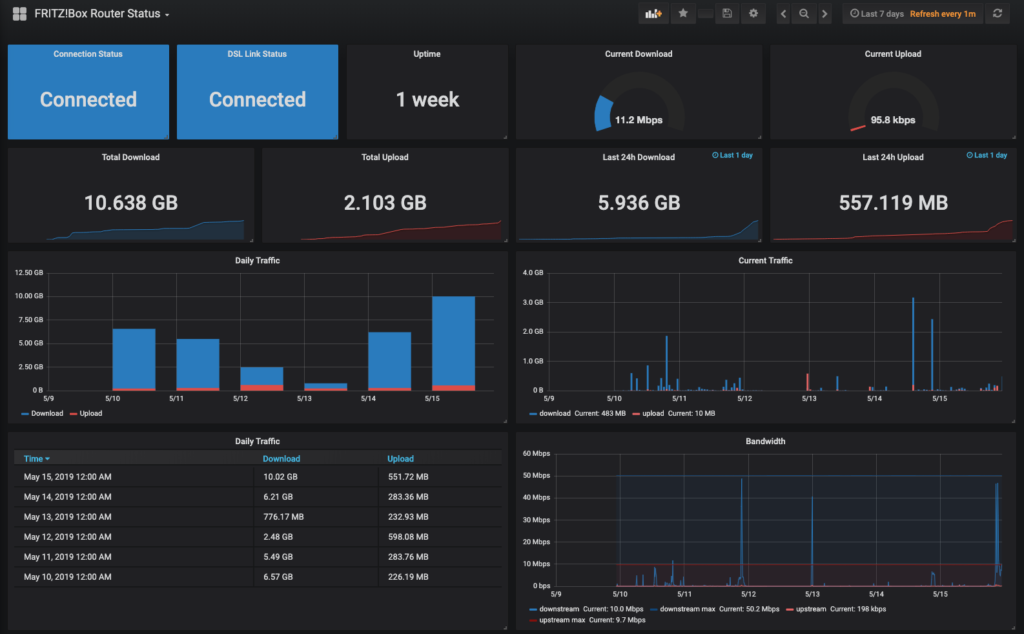 FRITZ!Box Router Status
Last 7 days Refresh every 1m
Connection Status
Connected
DSL Link Status
Connected
Uptime
1 week
Current Download
11.2 Mbps
Current Upload
95.8 kbps
Total Download
10.638 GB
Total Upload
2.103 GB
Last 24h Download
Last 1 day
5.936 GB
Last 24h Upload
Last 1 day
557.119 MB
Daily Traffic
12.50 GB
10.00 GB
7.50 GB
5.00 GB
2.50 GB
0 B
5/9 5/10 5/11 5/12 5/13 5/14 5/15
Download Upload
Current Traffic
4.0 GB
3.0 GB
2.0 GB
1.0 GB
0 B
5/9 5/10 5/11 5/12 5/13 5/14 5/15
download Current: 483 MB upload Current: 10 MB
Daily Traffic
Time Download Upload
May 15, 2019 12:00 AM 10.02 GB 551.72 MB
May 14, 2019 12:00 AM 6.21 GB 283.36 MB
May 13, 2019 12:00 AM 776.17 MB 232.93 MB
May 12, 2019 12:00 AM 2.48 GB 598.08 MB
May 11, 2019 12:00 AM 5.49 GB 283.76 MB
May 10, 2019 12:00 AM 6.57 GB 226.19 MB
Bandwidth
60 Mbps
50 Mbps
40 Mbps
30 Mbps
20 Mbps
10 Mbps
0 bps
5/9 5/10 5/11 5/12 5/13 5/14 5/15
downstream Current: 10.0 Mbps downstream max Current: 50.2 Mbps upstream Current: 198 kbps
upstream max Current: 9.7 Mbps